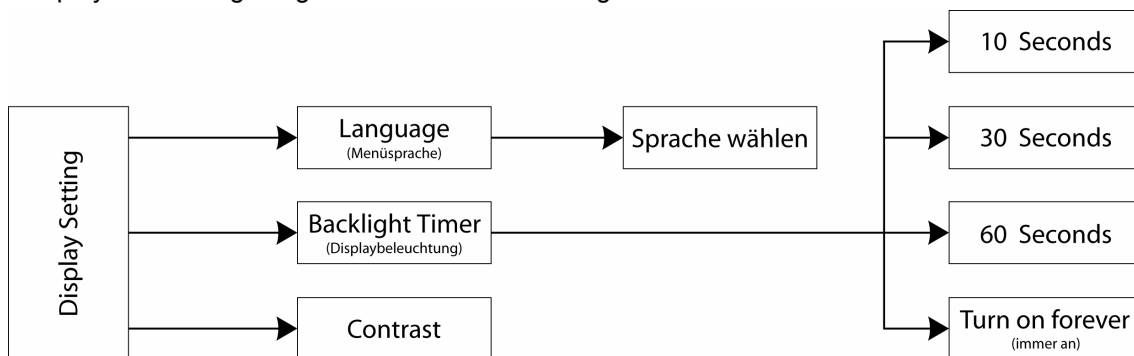 10 Seconds
Language
(Menüsprache)
Sprache wählen
30 Seconds
Display Setting
Backlight Timer
(Displaybeleuchtung)
60 Seconds
Contrast
Turn on forever
(immer an)